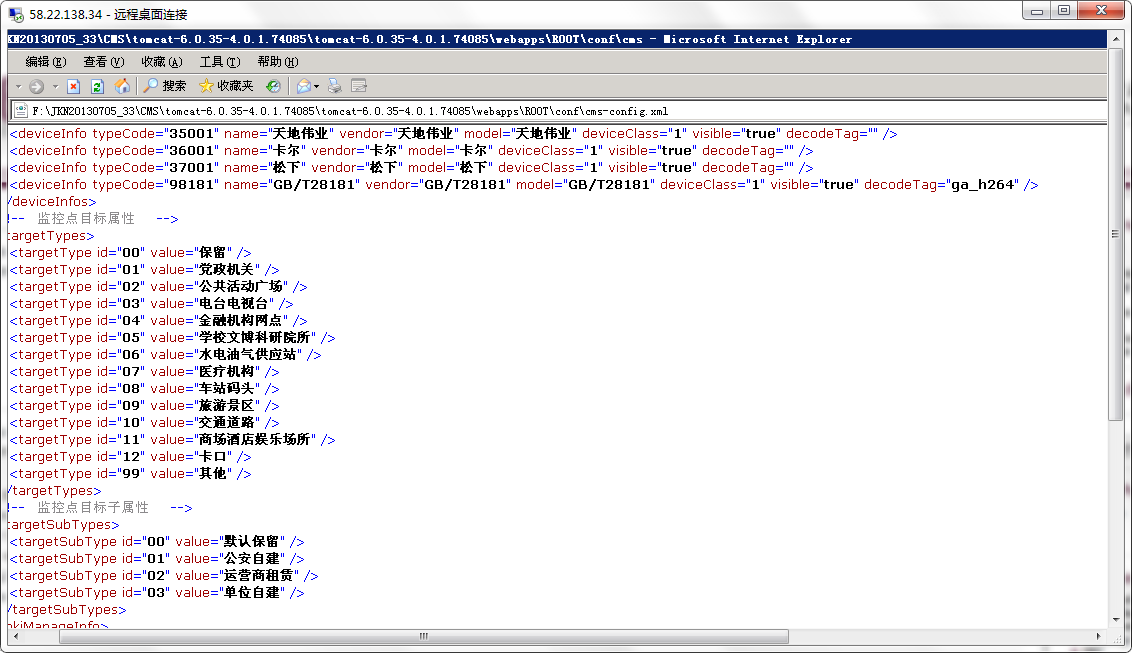 58.22.138.34 - 远程桌面连接
KN20130705_33\CMS\tomcat-6.0.35-4.0.1.74085\tomcat-6.0.35-4.0.1.74085\webapps\ROOT\conf\cms - Microsoft Internet Explorer
编辑(E) 查看(V) 收藏(A) 工具(T) 帮助(H)
搜索 收藏夹
F:\JKN20130705_33\CMS\tomcat-6.0.35-4.0.1.74085\tomcat-6.0.35-4.0.1.74085\webapps\ROOT\conf\cms-config.xml
<deviceInfo typeCode="35001" name="天地伟业" vendor="天地伟业" model="天地伟业" deviceClass="1" visible="true" decodeTag="" />
<deviceInfo typeCode="36001" name="卡尔" vendor="卡尔" model="卡尔" deviceClass="1" visible="true" decodeTag="" />
<deviceInfo typeCode="37001" name="松下" vendor="松下" model="松下" deviceClass="1" visible="true" decodeTag="" />
<deviceInfo typeCode="98181" name="GB/T28181" vendor="GB/T28181" model="GB/T28181" deviceClass="1" visible="true" decodeTag="ga_h264" />
/deviceInfos>
!-- 监控点目标属性 -->
targetTypes>
<targetType id="00" value="保留" />
<targetType id="01" value="党政机关" />
<targetType id="02" value="公共活动广场" />
<targetType id="03" value="电台电视台" />
<targetType id="04" value="金融机构网点" />
<targetType id="05" value="学校文博科研院所" />
<targetType id="06" value="水电油气供应站" />
<targetType id="07" value="医疗机构" />
<targetType id="08" value="车站码头" />
<targetType id="09" value="旅游景区" />
<targetType id="10" value="交通道路" />
<targetType id="11" value="商场酒店娱乐场所" />
<targetType id="12" value="卡口" />
<targetType id="99" value="其他" />
/targetTypes>
!-- 监控点目标子属性 -->
targetSubTypes>
<targetSubType id="00" value="默认保留" />
<targetSubType id="01" value="公安自建" />
<targetSubType id="02" value="运营商租赁" />
<targetSubType id="03" value="单位自建" />
/targetSubTypes>
kiManageInfo>